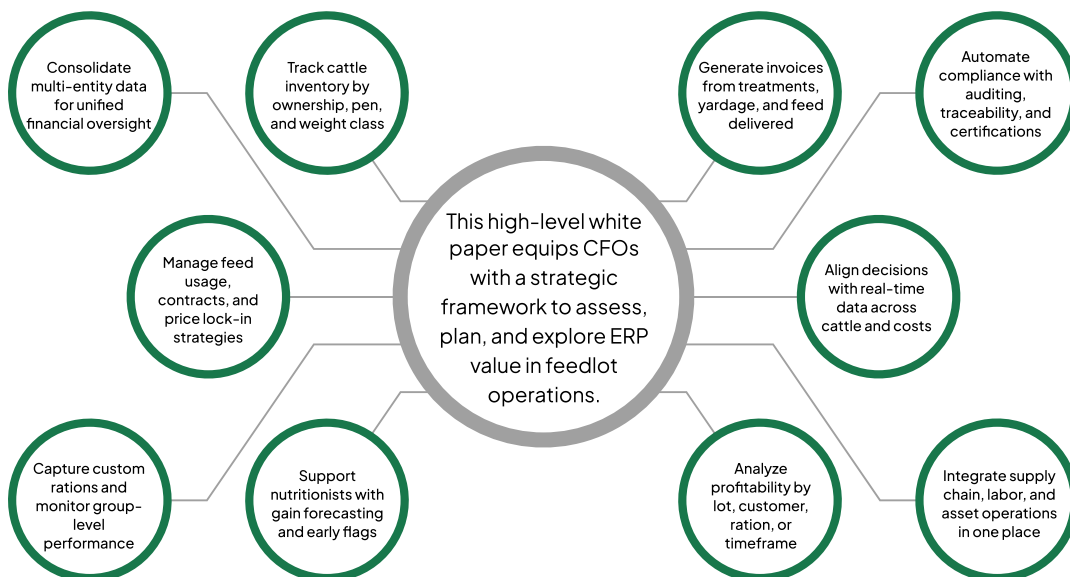 Consolidate
multi-entity data
for unified
financial oversight
Track cattle
inventory by
ownership, pen,
and weight class
Generate invoices
from treatments,
yardage, and feed
delivered
Automate
compliance with
auditing,
traceability, and
certifications
This high-level white
paper equips CFOs
with a strategic
framework to assess,
plan, and explore ERP
value in feedlot
operations.
Manage feed
usage,
contracts, and
price lock-in
strategies
Align decisions
with real-time
data across
cattle and costs
Capture custom
rations and
monitor group-
level
performance
Support
nutritionists with
gain forecasting
and early flags
Analyze
profitability by
lot, customer,
ration, or
timeframe
Integrate supply
chain, labor, and
asset operations
in one place